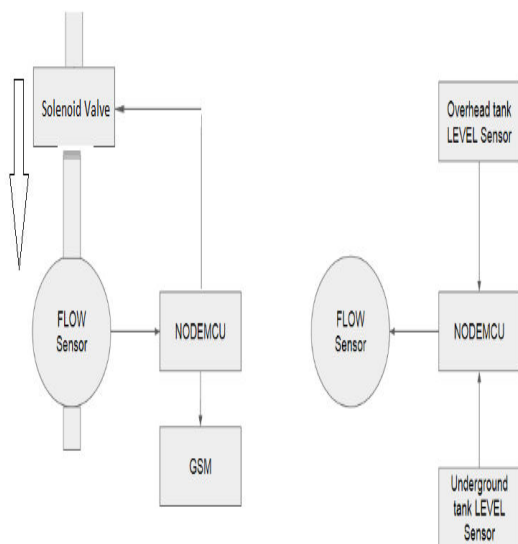 Solenoid Valve
FLOW
Sensor
NODEMCU
GSM
Overhead tank
LEVEL Sensor
FLOW
Sensor
NODEMCU
Underground
tank LEVEL
Sensor